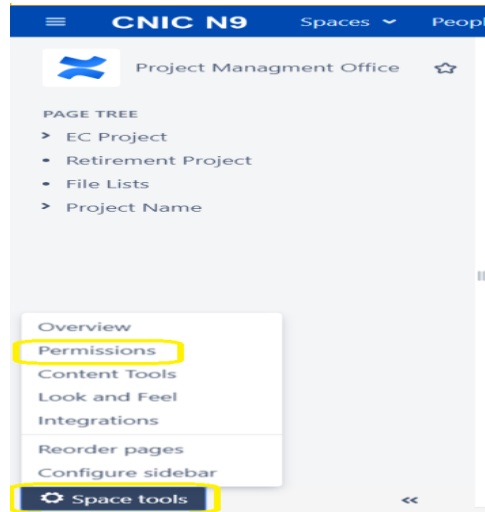 CNIC N9 Spaces
Project Managment Office
PAGE TREE
EC Project
Retirement Project
File Lists
Project Name
Overview
Permissions
Content Tools
Look and Feel
Integrations
Reorder pages
Configure sidebar
Space tools